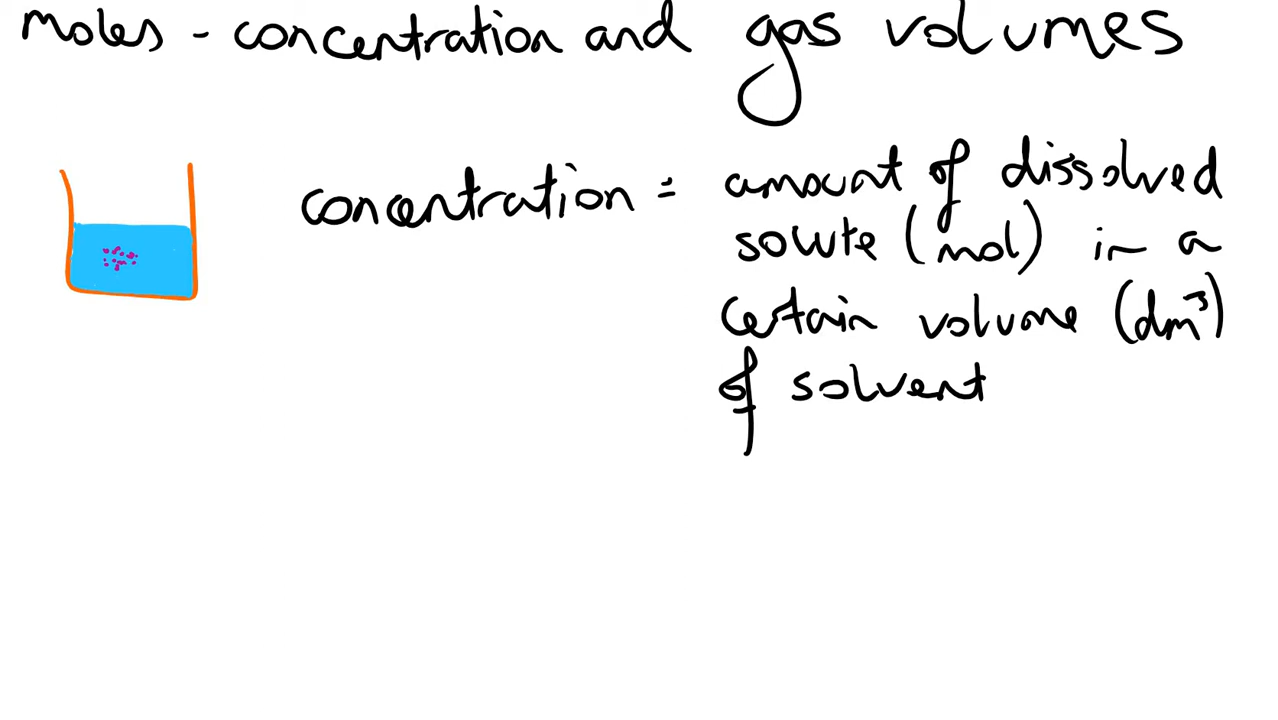 moles - concentration and gas volumes
concentration = amount of dissolved
solute (mol) in a
certain volume (dm³)
of solvent